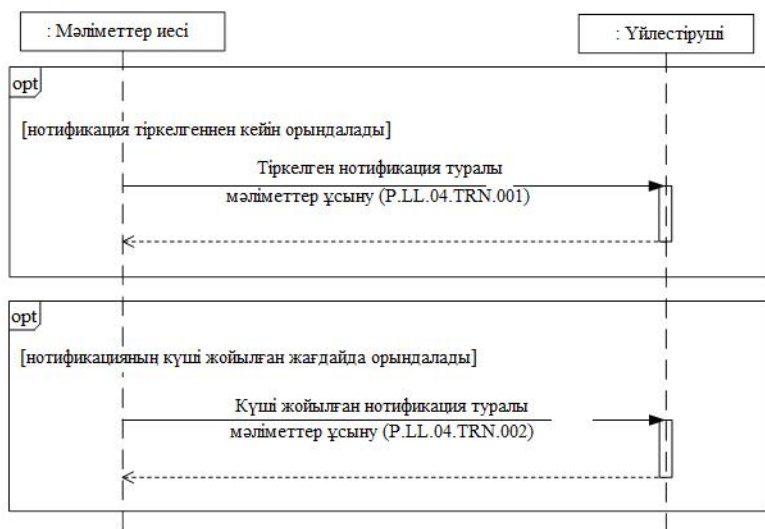 : Мәліметтер иесі
: Үйлестіруші
opt
[нотификация тіркелгеннен кейін орындалады]
Тіркелген нотификация туралы
мәліметтер ұсыну (P.LL.04.TRN.001)
opt
[нотификацияның күші жойылған жағдайда орындалады]
Күші жойылған нотификация туралы
мәліметтер ұсыну (P.LL.04.TRN.002)